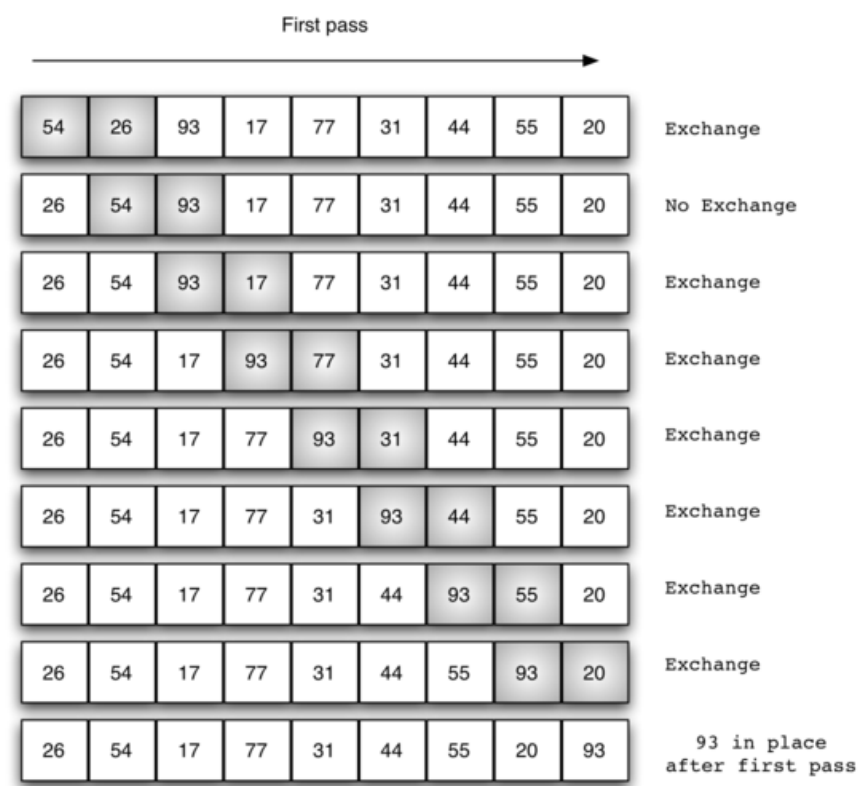 First pass
54 26 93 17 77 31 44 55 20 Exchange
26 54 93 17 77 31 44 55 20 No Exchange
26 54 93 17 77 31 44 55 20 Exchange
26 54 17 93 77 31 44 55 20 Exchange
26 54 17 77 93 31 44 55 20 Exchange
26 54 17 77 31 93 44 55 20 Exchange
26 54 17 77 31 44 93 55 20 Exchange
26 54 17 77 31 44 55 93 20 Exchange
26 54 17 77 31 44 55 20 93 93 in place
after first pass